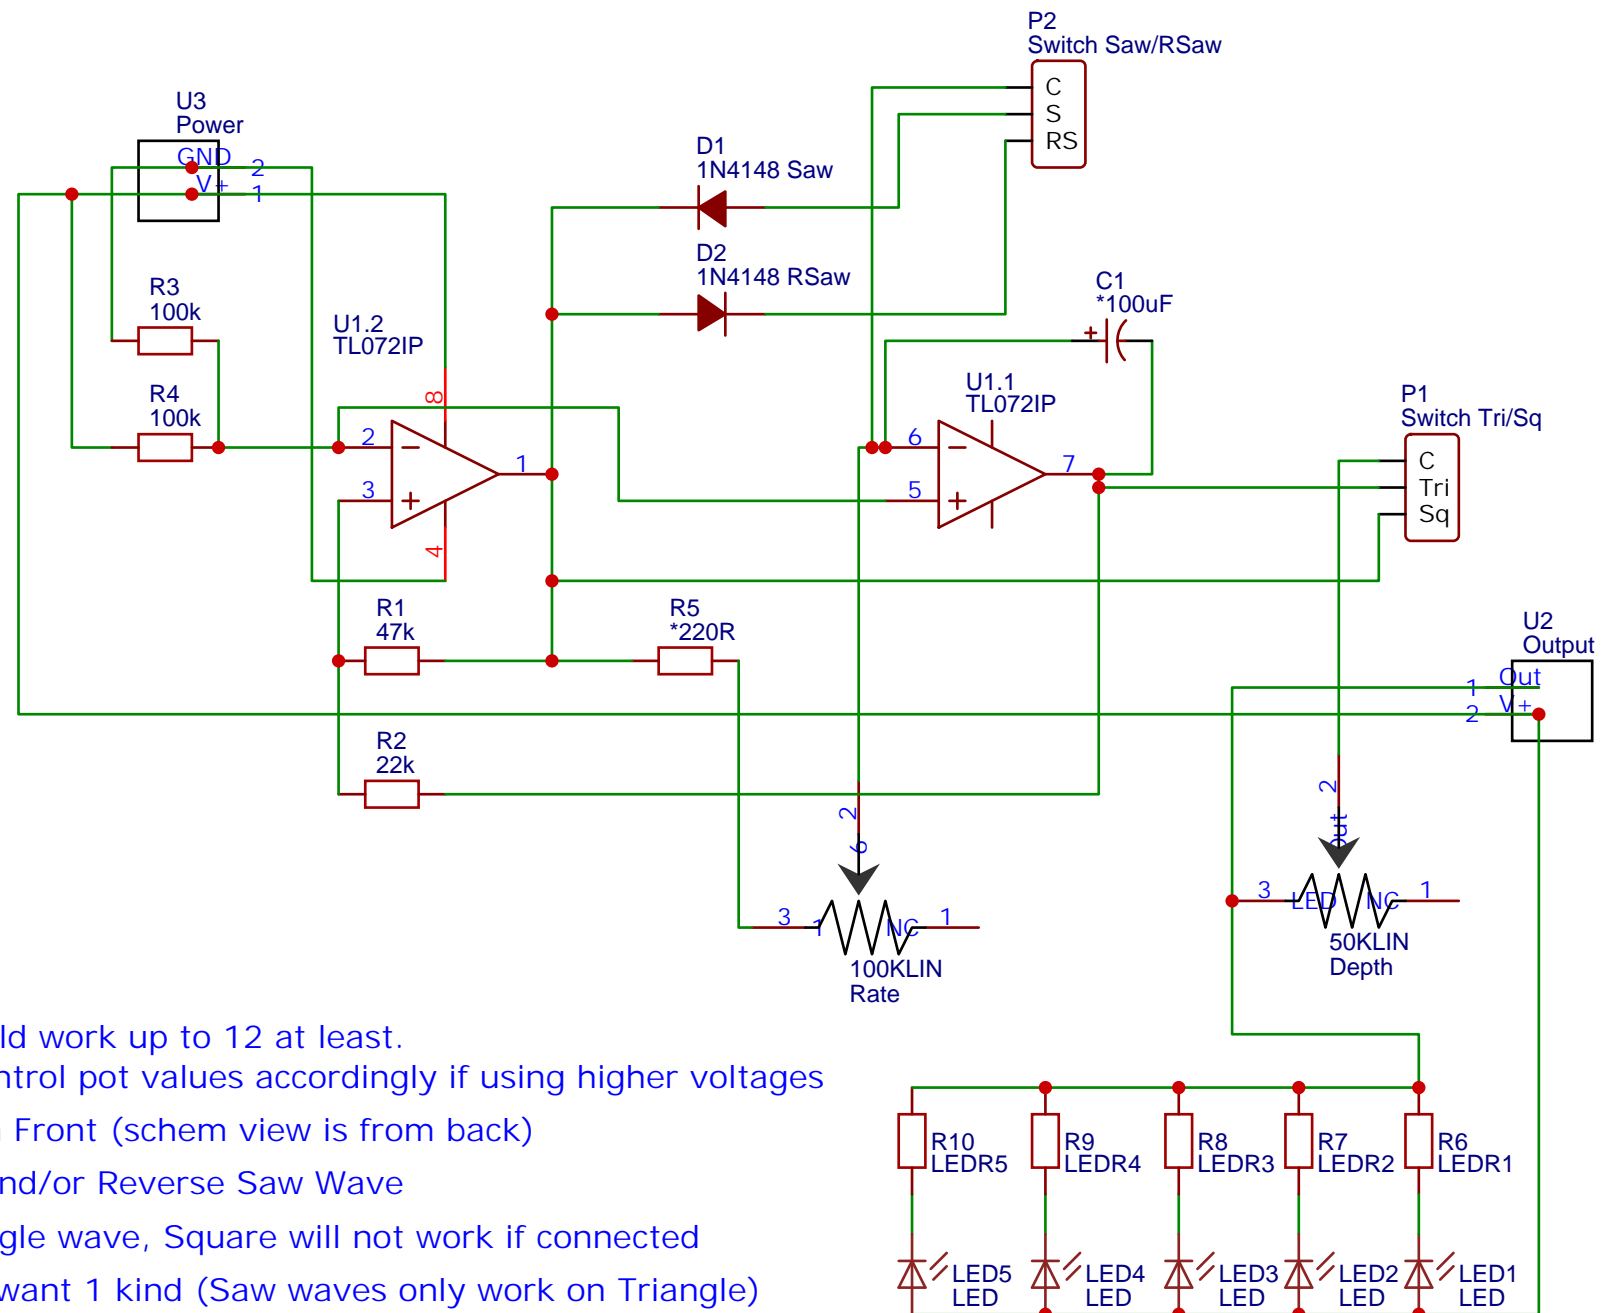 P2
Switch Saw/RSaw
C
S
RS
U3
Power
GND
2
V+
1
D1
1N4148 Saw
D2
1N4148 RSaw
C1
*100uF
+
R3
100k
U1.2
TL072IP
R4
100k
8
2
3
1
4
U1.1
TL072IP
6
5
7
P1
Switch Tri/Sq
C
Tri
Sq
R1
47k
R5
*220R
U2
Output
1
Out
2
V+
R2
22k
2
6
3
1
NC
1
100KLIN
Rate
2
Out
3
LED
NC
1
50KLIN
Depth
ld work up to 12 at least.
ntrol pot values accordingly if using higher voltages
Front (schem view is from back)
nd/or Reverse Saw Wave
gle wave, Square will not work if connected
want 1 kind (Saw waves only work on Triangle)
R10
LEDR5
R9
LEDR4
R8
LEDR3
R7
LEDR2
R6
LEDR1
LED5
LED
LED4
LED
LED3
LED
LED2
LED
LED1
LED